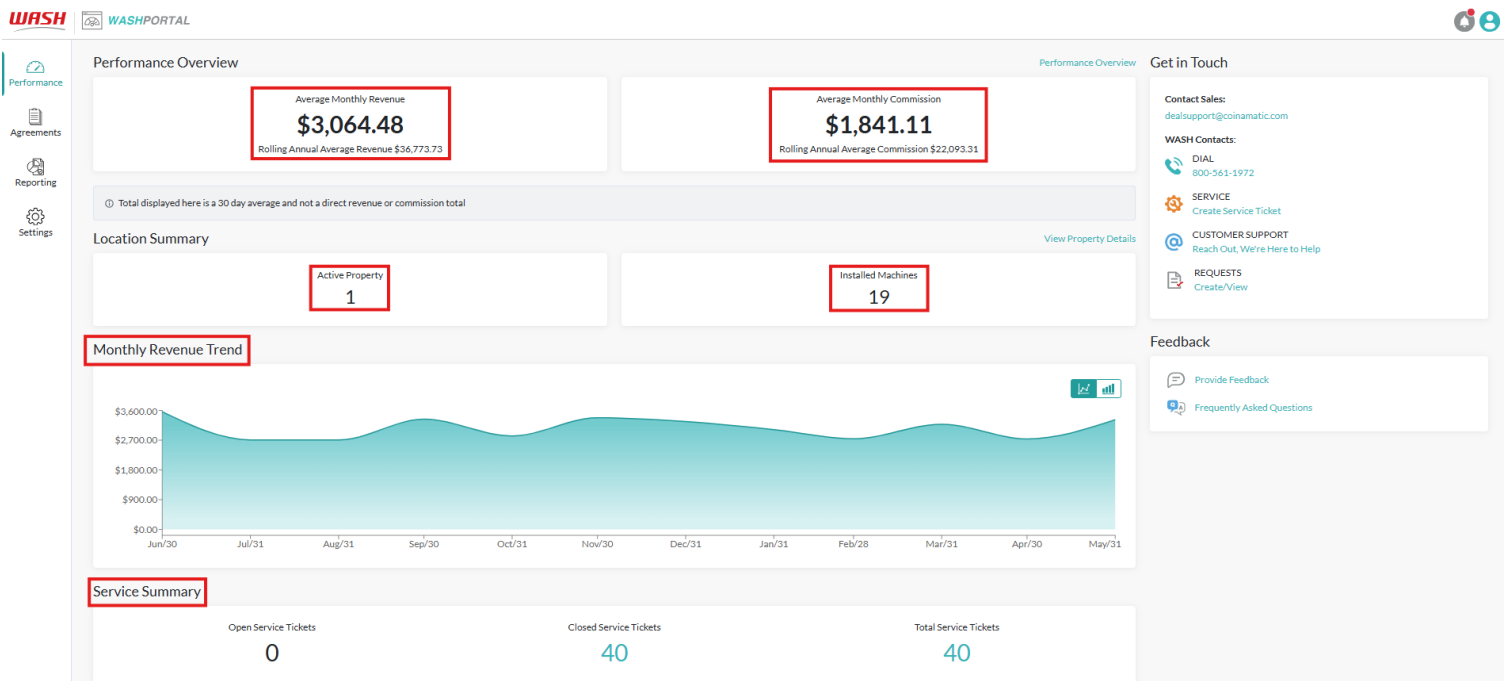 WASH WASHPORTAL
Performance
Agreements
Reporting
Settings
Performance Overview
Performance Overview
Average Monthly Revenue
$3,064.48
Rolling Annual Average Revenue $36,773.73
Average Monthly Commission
$1,841.11
Rolling Annual Average Commission $22,093.31
Total displayed here is a 30 day average and not a direct revenue or commission total
Location Summary
View Property Details
Active Property
1
Installed Machines
19
Monthly Revenue Trend
$3,600.00
$2,700.00
$1,800.00
$900.00
$0.00
Jun/30 Jul/31 Aug/31 Sep/30 Oct/31 Nov/30 Dec/31 Jan/31 Feb/28 Mar/31 Apr/30 May/31
Service Summary
Open Service Tickets
0
Closed Service Tickets
40
Total Service Tickets
40
Get in Touch
Contact Sales:
dealsupport@coinamatic.com
WASH Contacts:
DIAL
800-561-1972
SERVICE
Create Service Ticket
CUSTOMER SUPPORT
Reach Out, We're Here to Help
REQUESTS
Create/View
Feedback
Provide Feedback
Q A
Frequently Asked Questions